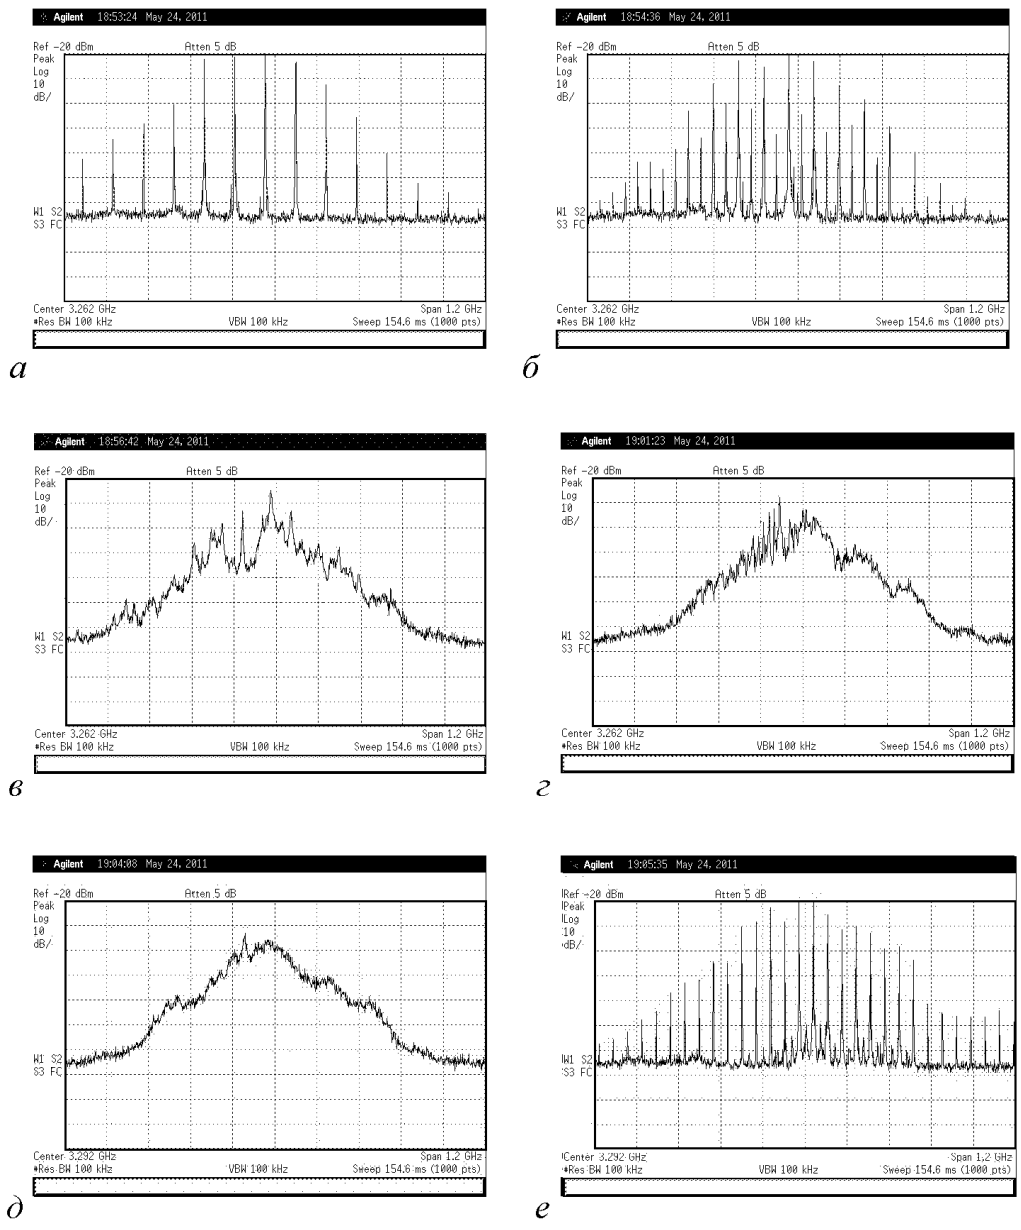 Agilent 18:53:24 May 24, 2011
Ref -20 dBm Atten 5 dB
Peak
Log
10
dB/
W1 S2
S3 FC
Center 3.262 GHz Span 1.2 GHz
*Res BW 100 kHz VBW 100 kHz Sweep 154.6 ms (1000 pts)
а
Agilent 18:54:36 May 24, 2011
Ref -20 dBm Atten 5 dB
Peak
Log
10
dB/
W1 S2
S3 FC
Center 3.262 GHz Span 1.2 GHz
*Res BW 100 kHz VBW 100 kHz Sweep 154.6 ms (1000 pts)
б
Agilent 18:56:42 May 24, 2011
Ref -20 dBm Atten 5 dB
Peak
Log
10
dB/
W1 S2
S3 FC
Center 3.262 GHz Span 1.2 GHz
*Res BW 100 kHz VBW 100 kHz Sweep 154.6 ms (1000 pts)
в
Agilent 19:01:23 May 24, 2011
Ref -20 dBm Atten 5 dB
Peak
Log
10
dB/
W1 S2
S3 FC
Center 3.262 GHz Span 1.2 GHz
*Res BW 100 kHz VBW 100 kHz Sweep 154.6 ms (1000 pts)
г
Agilent 19:04:08 May 24, 2011
Ref -20 dBm Atten 5 dB
Peak
Log
10
dB/
W1 S2
S3 FC
Center 3.292 GHz Span 1.2 GHz
*Res BW 100 kHz VBW 100 kHz Sweep 154.6 ms (1000 pts)
д
Agilent 19:05:35 May 24, 2011
Ref -20 dBm Atten 5 dB
Peak
Log
10
dB/
W1 S2
S3 FC
Center 3.292 GHz Span 1.2 GHz
*Res BW 100 kHz VBW 100 kHz Sweep 154.6 ms (1000 pts)
е